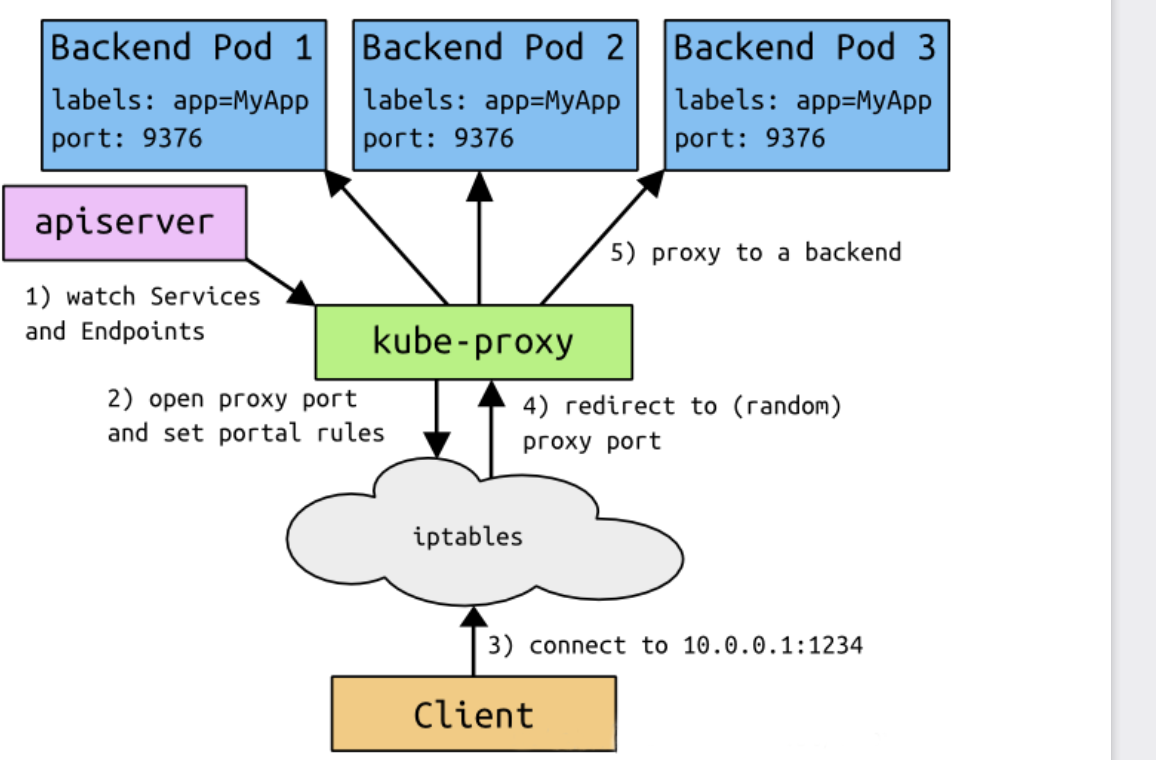 Backend Pod 1
labels: app=MyApp
port: 9376
Backend Pod 2
labels: app=MyApp
port: 9376
Backend Pod 3
labels: app=MyApp
port: 9376
apiserver
1) watch Services
and Endpoints
5) proxy to a backend
kube-proxy
2) open proxy port
and set portal rules
4) redirect to (random)
proxy port
iptables
3) connect to 10.0.0.1:1234
Client